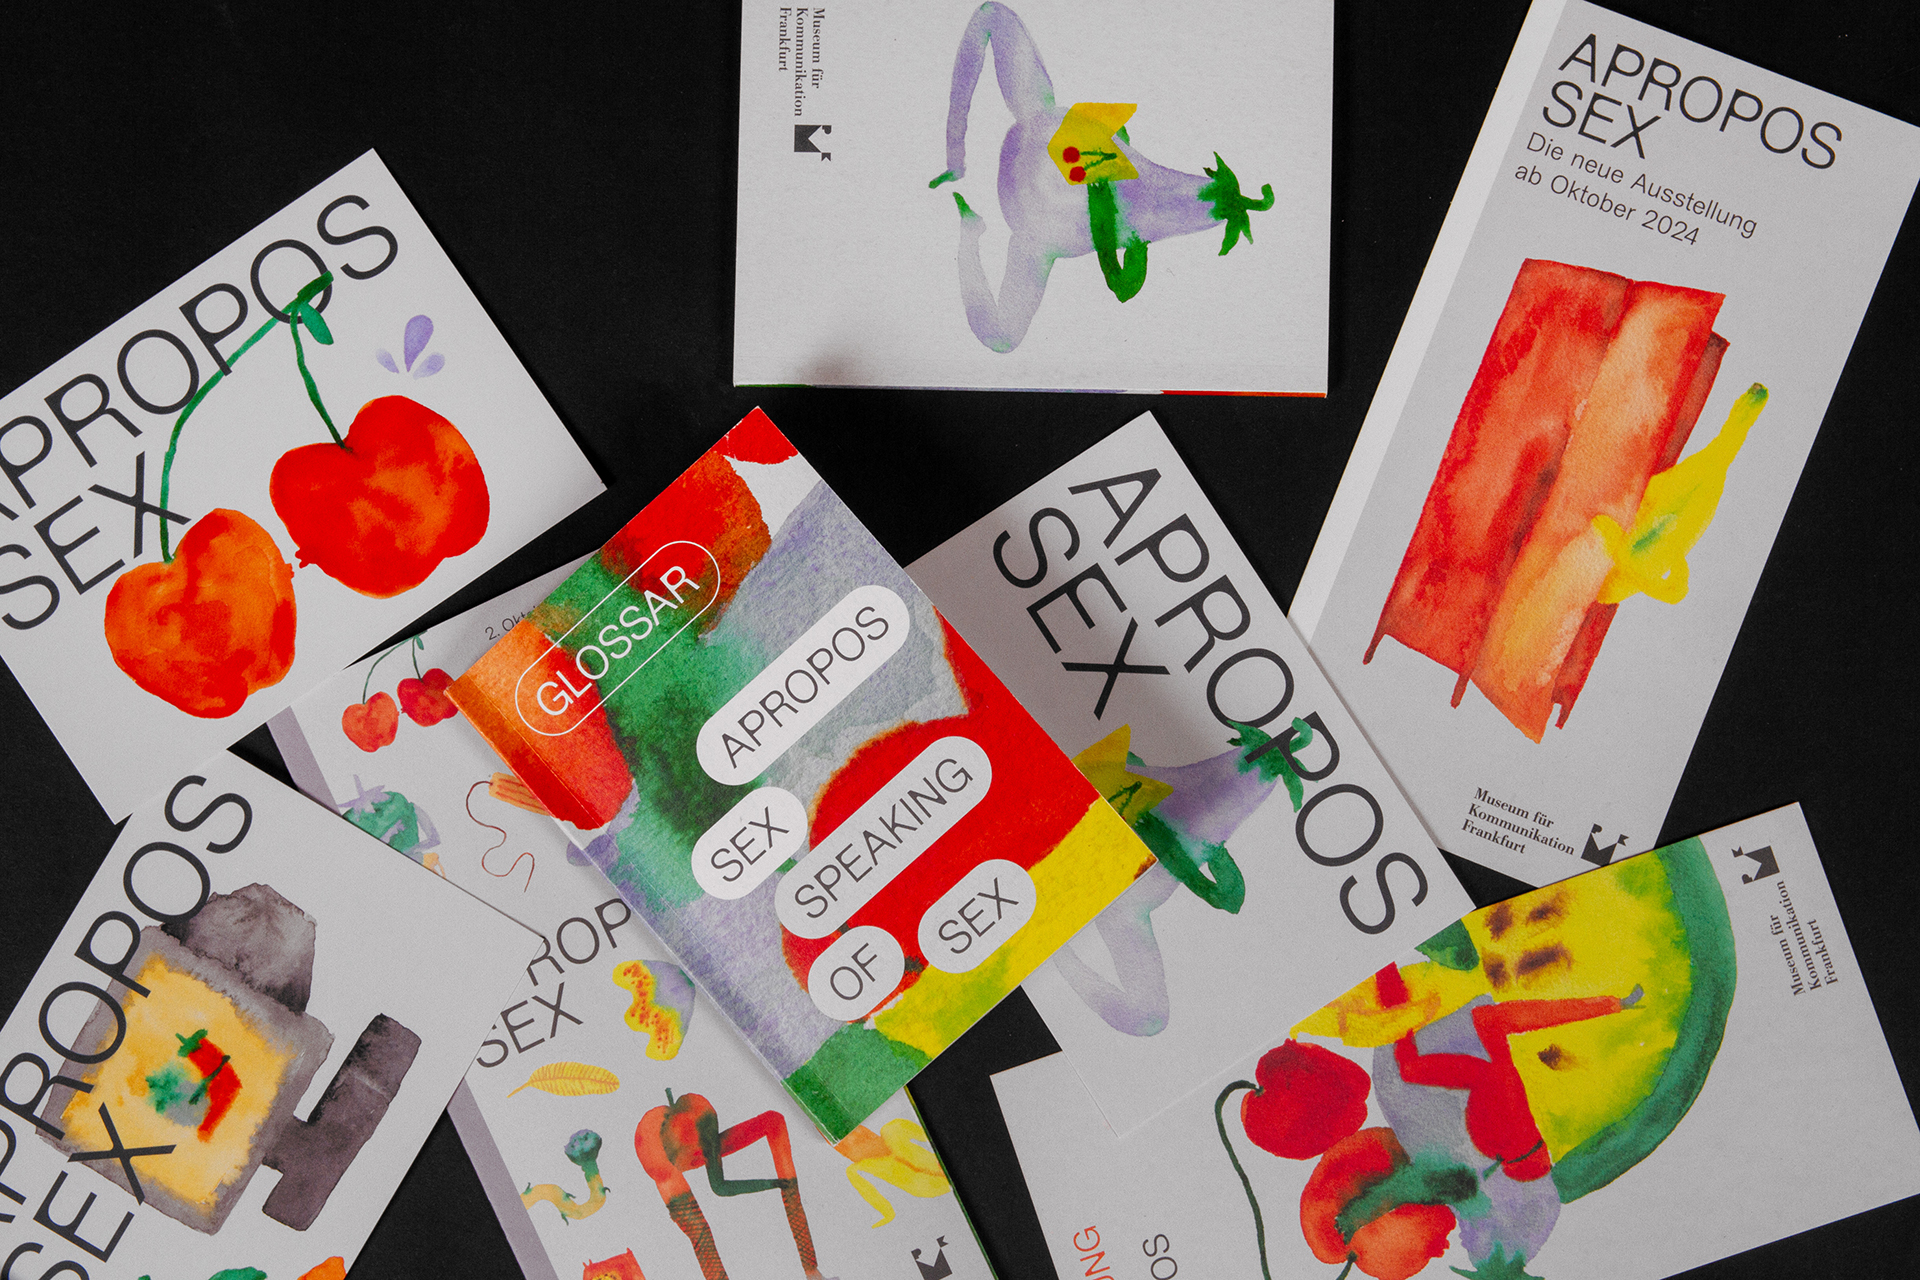 Museum für
Kommunikation
Frankfurt
APROPOS
SEX
Die neue Ausstellung
ab Oktober 2024
Museum für
Kommunikation
Frankfurt
APROPOS
SEX
GLOSSAR
APROPOS
SEX
SPEAKING
OF
SEX
APROPOS
SEX
Museum für
Kommunikation
Frankfurt
APROPOS
SEX
SEX